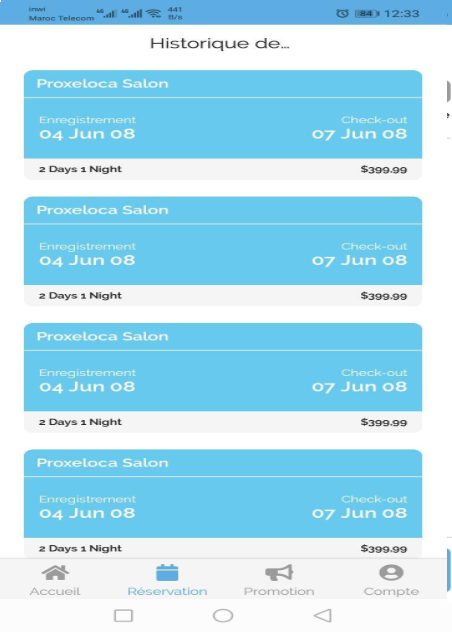 inwi
Maroc Telecom 4G 4G 441 B/s 84 12:33
Historique de...
Proxeloca Salon
Enregistrement Check-out
04 Jun 08 07 Jun 08
2 Days 1 Night $399.99
Proxeloca Salon
Enregistrement Check-out
04 Jun 08 07 Jun 08
2 Days 1 Night $399.99
Proxeloca Salon
Enregistrement Check-out
04 Jun 08 07 Jun 08
2 Days 1 Night $399.99
Proxeloca Salon
Enregistrement Check-out
04 Jun 08 07 Jun 08
2 Days 1 Night $399.99
Accueil Réservation Promotion Compte